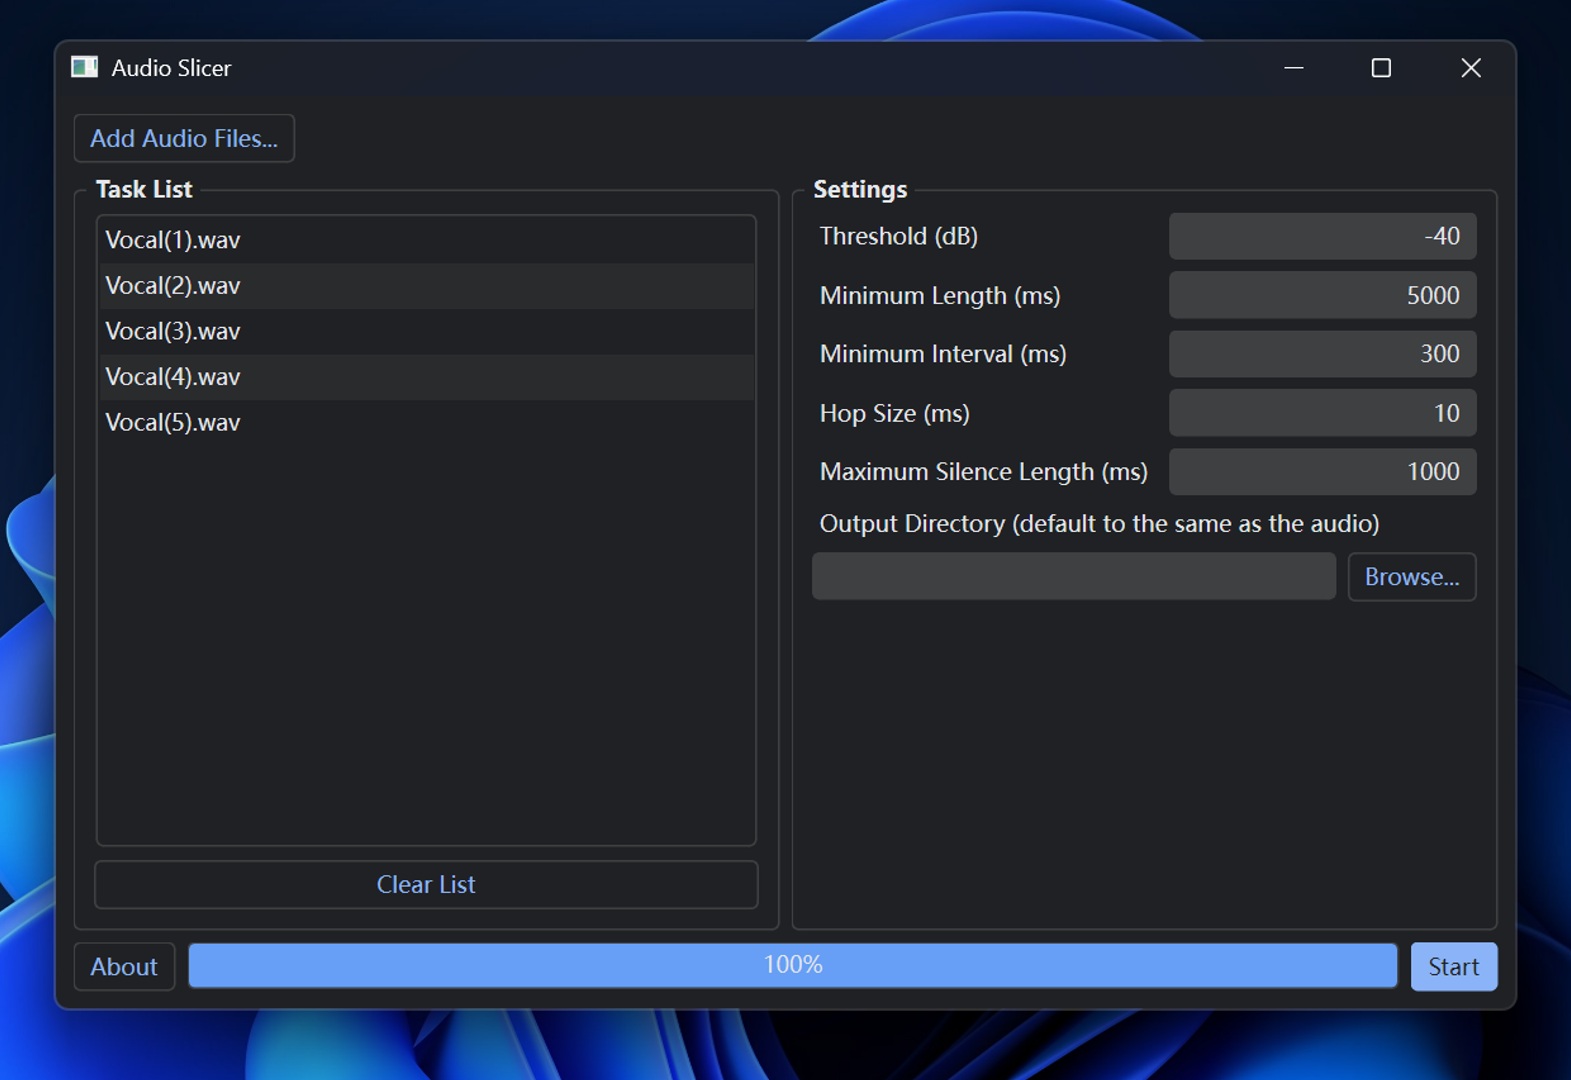 Audio Slicer
Add Audio Files...
Task List
Vocal(1).wav
Vocal(2).wav
Vocal(3).wav
Vocal(4).wav
Vocal(5).wav
Clear List
Settings
Threshold (dB) -40
Minimum Length (ms) 5000
Minimum Interval (ms) 300
Hop Size (ms) 10
Maximum Silence Length (ms) 1000
Output Directory (default to the same as the audio)
Browse...
About 100% Start